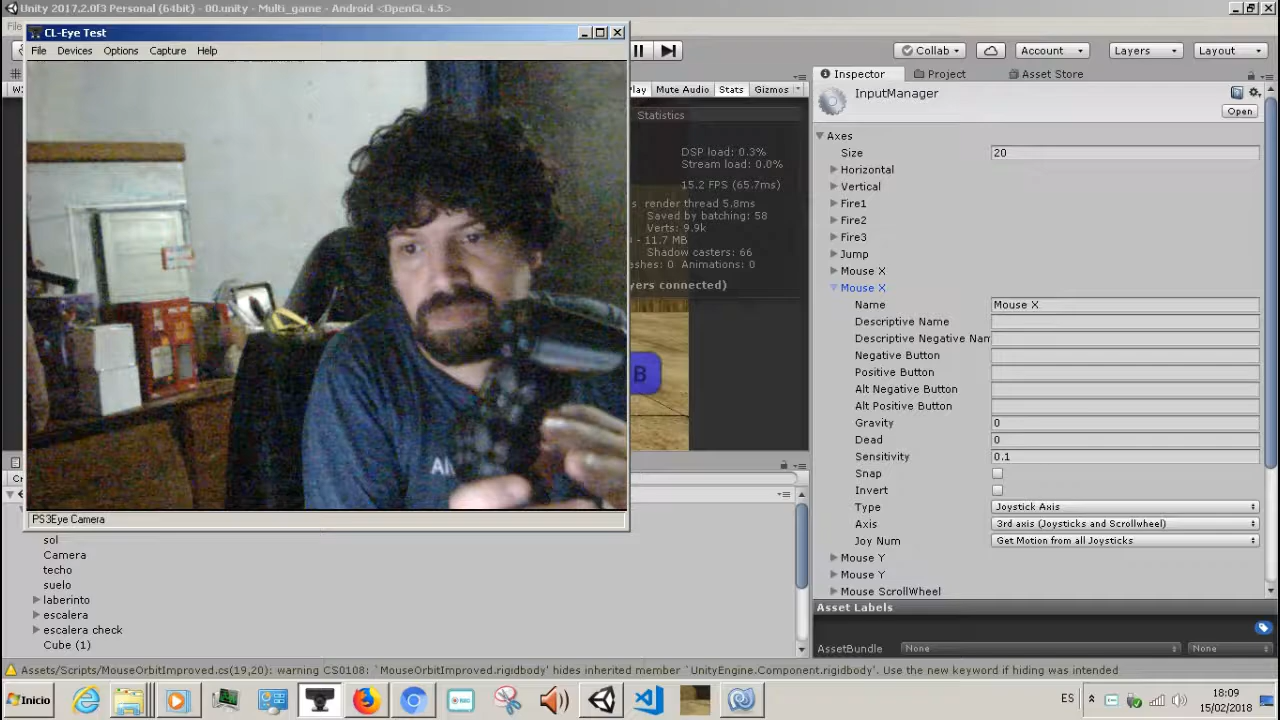 Unity 2017.2.0f3 Personal (64bit) - 00.unity - Multi_game - Android <OpenGL 4.5>
CL-Eye Test
File Devices Options Capture Help
Collab Account Layers Layout
Inspector Project Asset Store
Mute Audio Stats Gizmos
InputManager
Open
Statistics
Axes
DSP load: 0.3%
Size 20
Stream load: 0.0%
Horizontal
15.2 FPS (65.7ms)
Vertical
render thread 5.8ms
Fire1
Saved by batching: 58
Fire2
Verts: 9.9k
Fire3
- 11.7 MB
Jump
Shadow casters: 66
Animations: 0
Mouse X
connected)
Mouse X
Name Mouse X
Descriptive Name
Descriptive Negative Nam
Negative Button
B
Positive Button
Alt Negative Button
Alt Positive Button
Gravity 0
Dead 0
Sensitivity 0.1
Snap
Invert
Type Joystick Axis
Axis 3rd axis (Joysticks and Scrollwheel)
Joy Num Get Motion from all Joysticks
Mouse Y
Mouse Y
Mouse ScrollWheel
PS3Eye Camera
sol
Camera
techo
suelo
laberinto
escalera
escalera check
Cube (1)
Asset Labels
AssetBundle None None
Assets/Scripts/MouseOrbitImproved.cs(19,20): warning CS0108: `MouseOrbitImproved.rigidbody' hides inherited member `UnityEngine.Component.rigidbody'. Use the new keyword if hiding was intended
Inicio
ES
18:09
15/02/2018